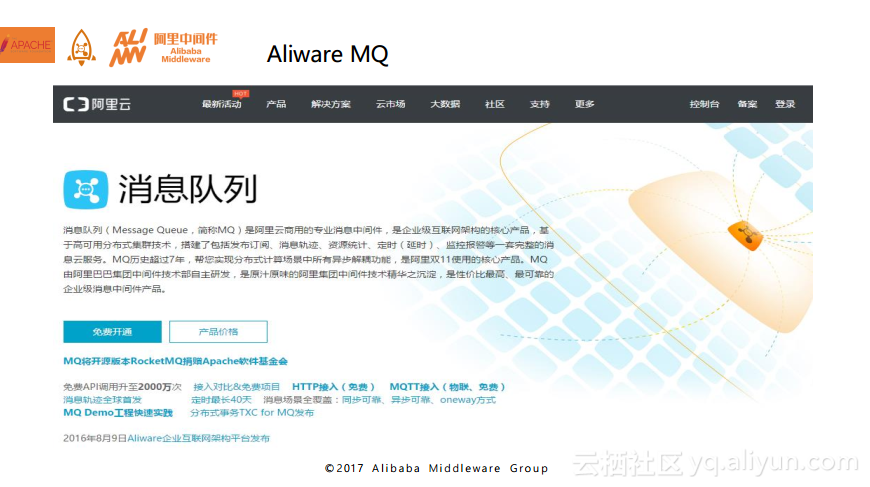 APACHE
ALI
MW
阿里中间件
Alibaba
Middleware
Aliware MQ
阿里云
最新活动
HOT
产品
解决方案
云市场
大数据
社区
支持
更多
控制台
备案
登录
消息队列
消息队列（Message Queue，简称MQ）是阿里云商用的专业消息中间件，是企业级互联网架构的核心产品，基
于高可用分布式集群技术，搭建了包括发布订阅、消息轨迹、资源统计、定时（延时）、监控报警等一套完整的消
息云服务。MQ历史超过7年，帮您实现分布式计算场景中所有异步解耦功能，是阿里双11使用的核心产品。MQ
由阿里巴巴集团中间件技术部自主研发，是原汁原味的阿里集团中间件技术精华之沉淀，是性价比最高、最可靠的
企业级消息中间件产品。
免费开通
产品价格
MQ将开源版本RocketMQ捐赠Apache软件基金会
免费API调用升至2000万次 接入对比&免费项目 HTTP接入（免费） MQTT接入（物联、免费）
消息轨迹全球首发 定时最长40天 消息场景全覆盖：同步可靠、异步可靠、oneway方式
MQ Demo工程快速实践 分布式事务TXC for MQ发布
2016年8月9日Aliware企业互联网架构平台发布
©2017 Alibaba Middleware Group
云栖社区 yq.aliyun.com